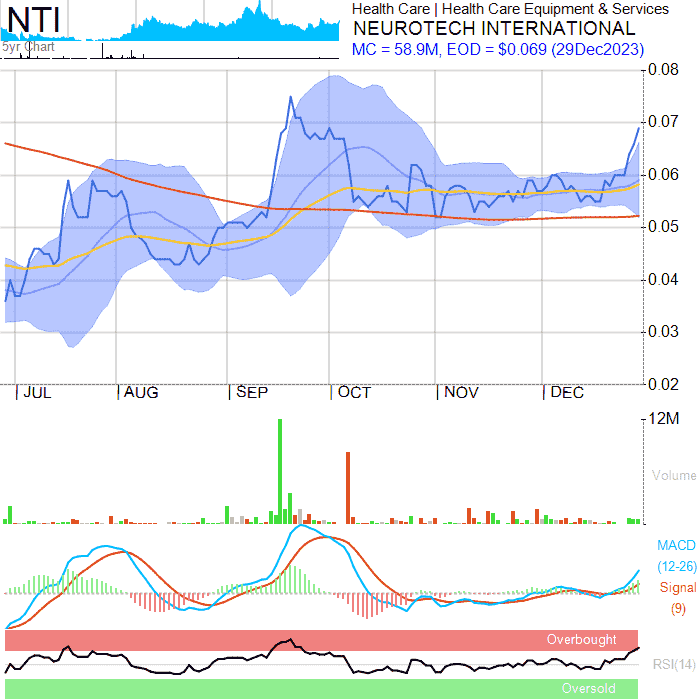 NTI
5yr Chart
Health Care | Health Care Equipment & Services
NEUROTECH INTERNATIONAL
MC = 58.9M, EOD = $0.069 (29Dec2023)
0.08
0.07
0.06
0.05
0.04
0.03
0.02
JUL AUG SEP OCT NOV DEC
12M
Volume
MACD
(12-26)
Signal
(9)
Overbought
RSI(14)
Oversold